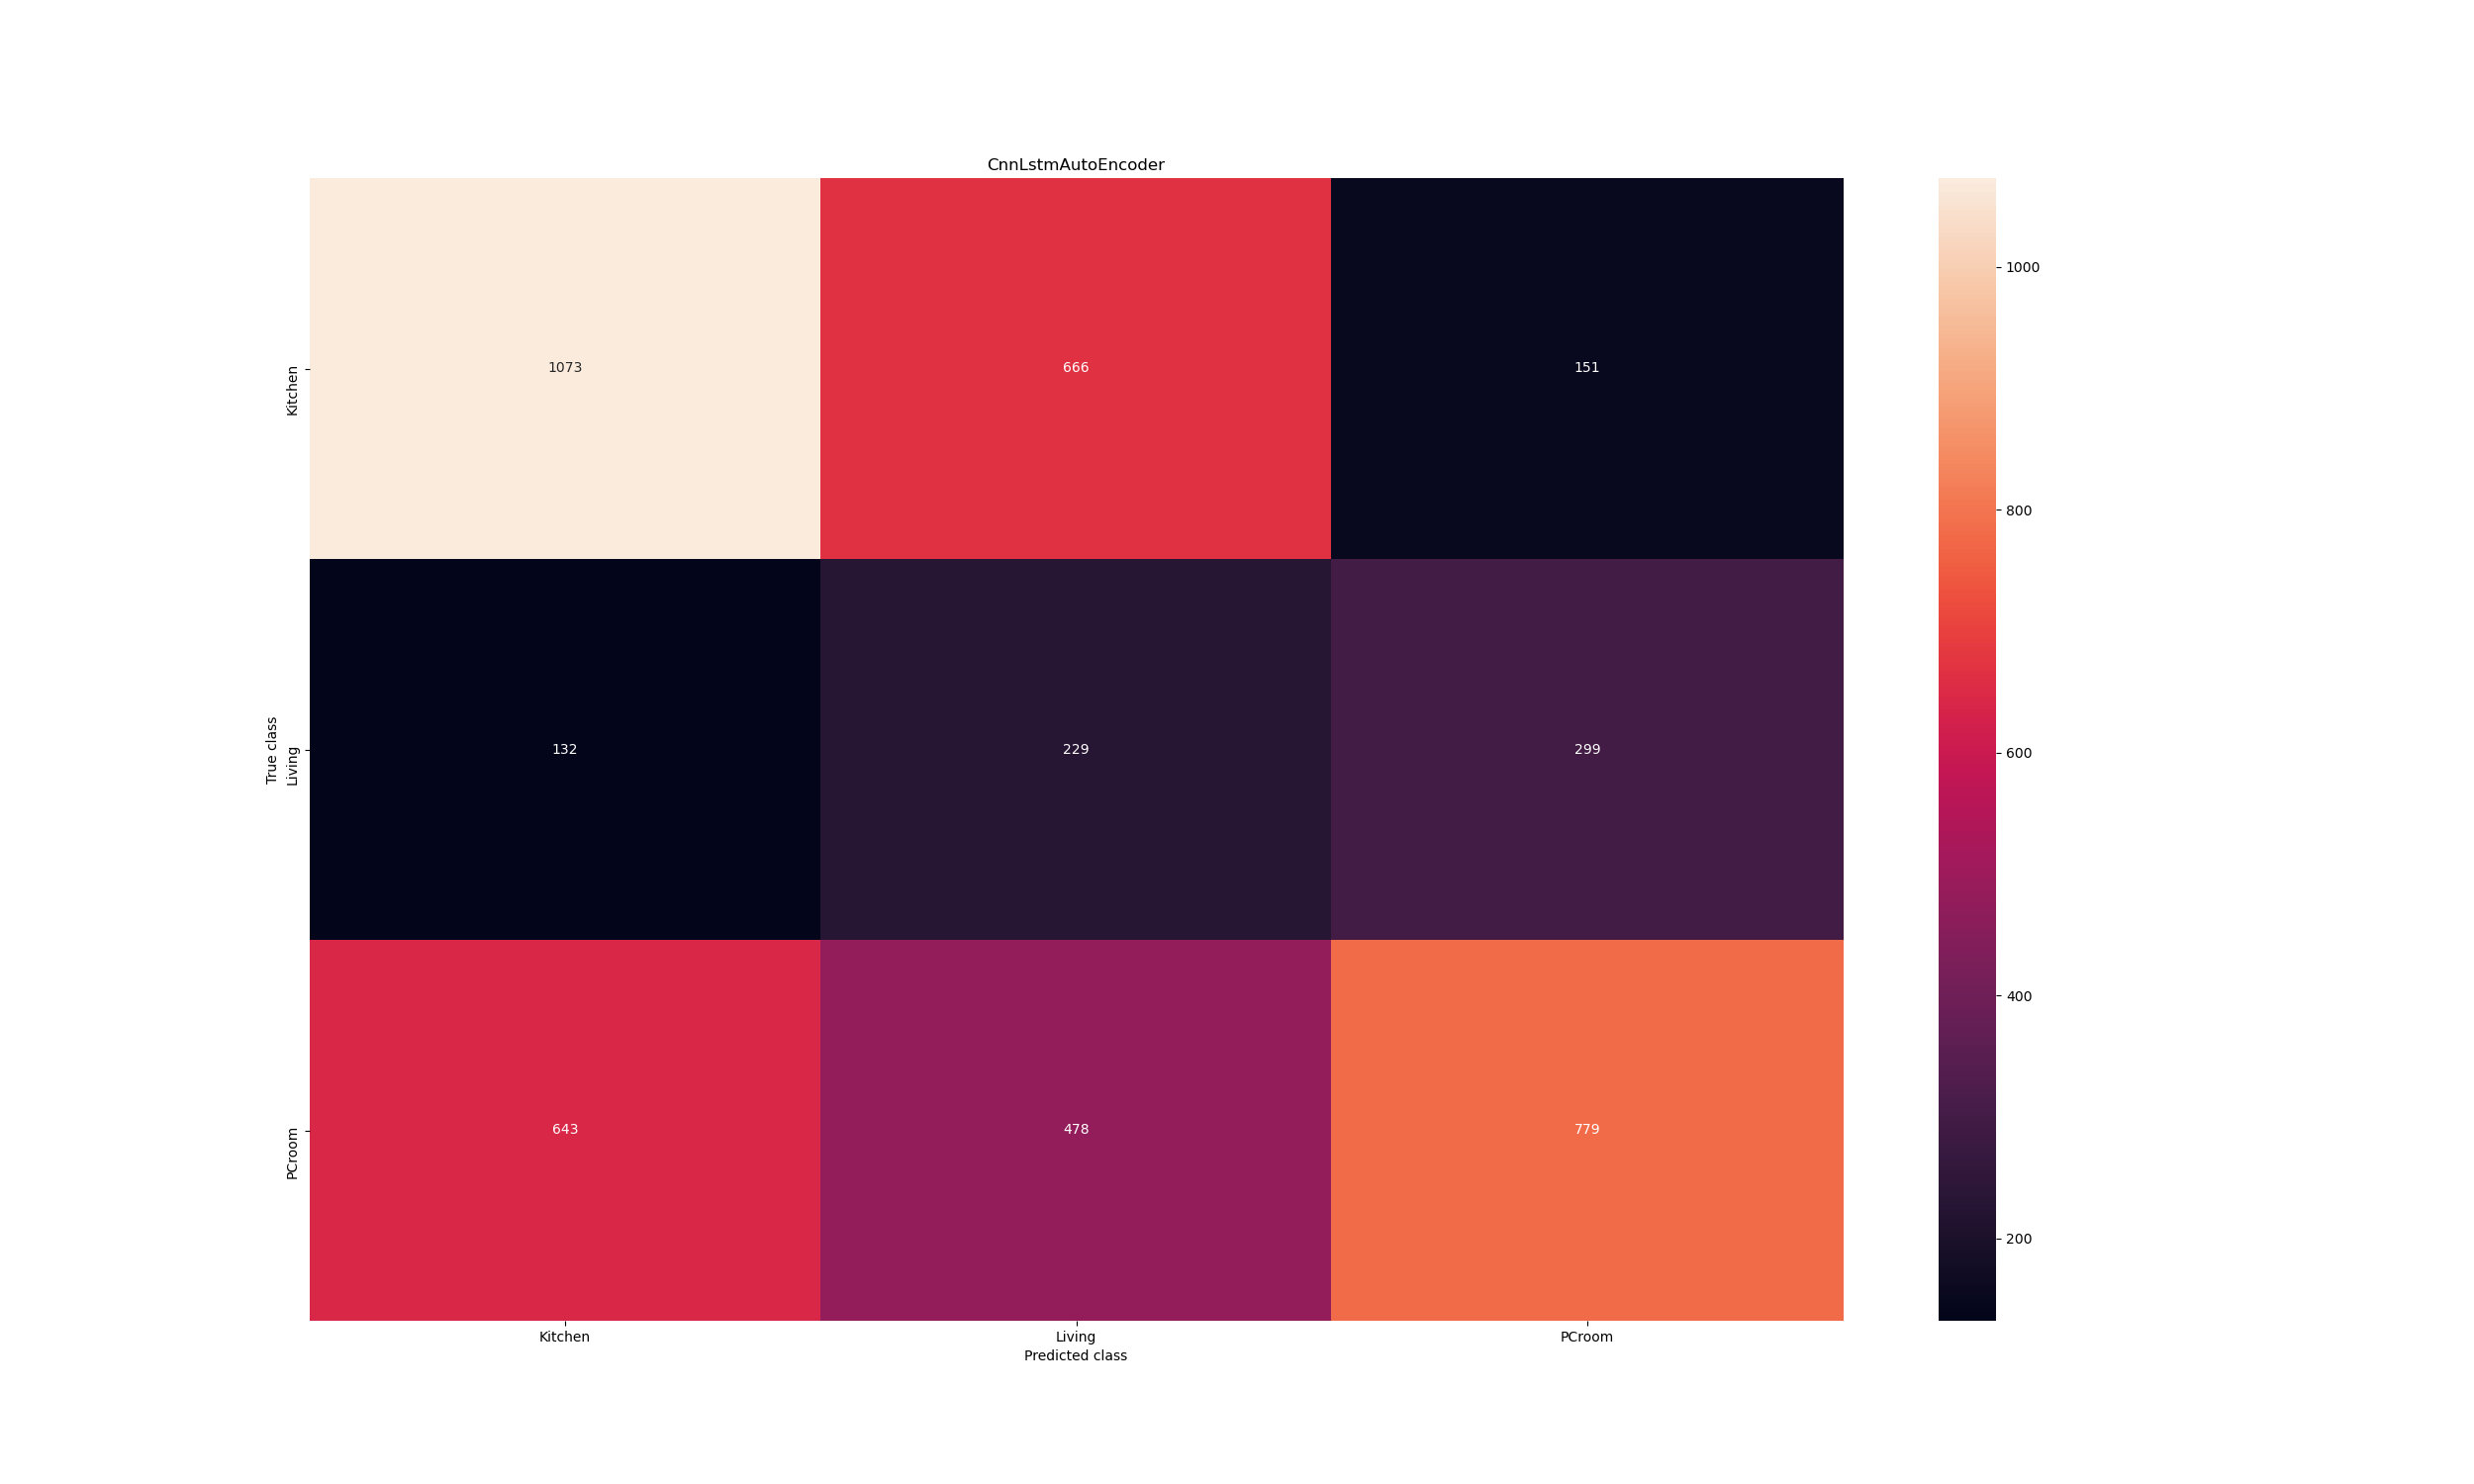 CnnLstmAutoEncoder
True class
Kitchen
1073 666 151
Living
132 229 299
PCroom
643 478 779
Kitchen Living PCroom
Predicted class
1000
800
600
400
200